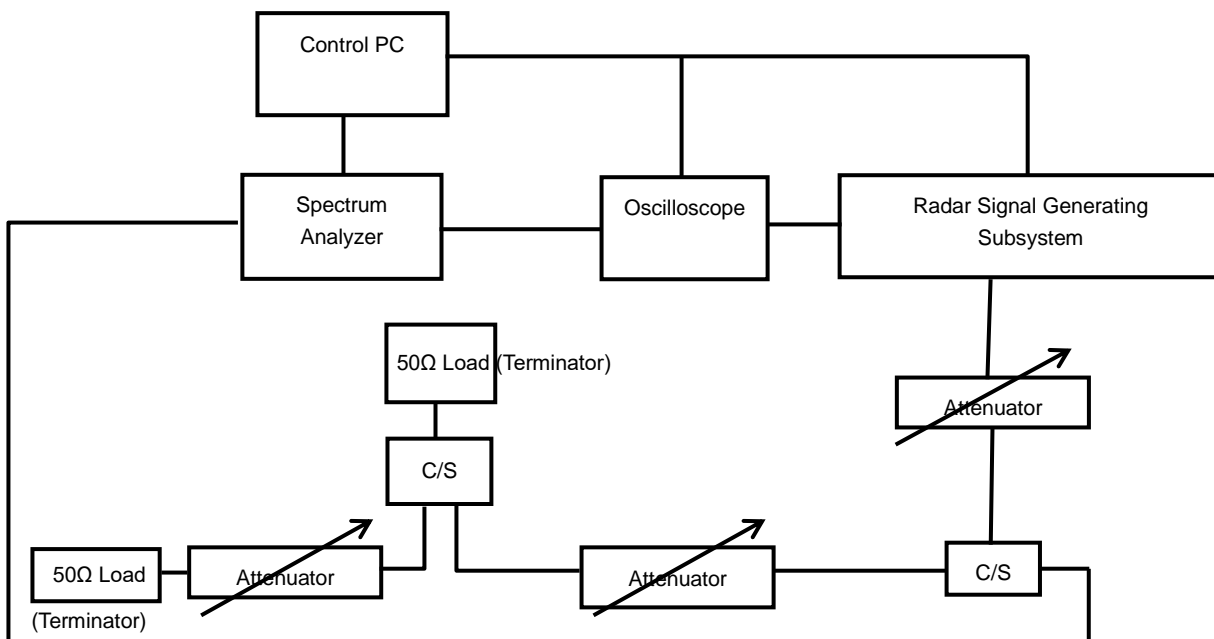 Control PC
Spectrum
Analyzer
Oscilloscope
Radar Signal Generating
Subsystem
50Ω Load (Terminator)
Attenuator
C/S
50Ω Load
(Terminator)
Attenuator
Attenuator
C/S